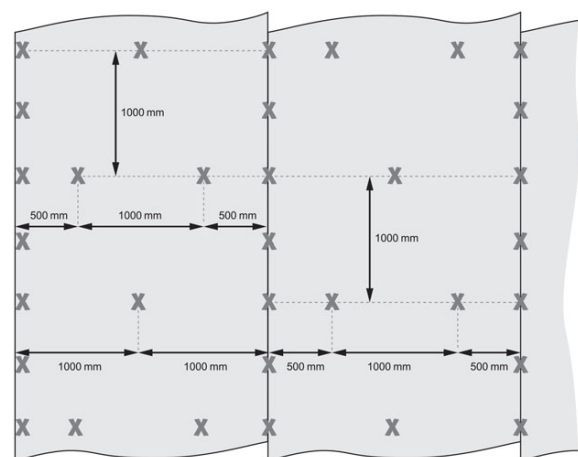 X X X X X X
X 1000 mm X X
X X X X X X
500 mm 1000 mm 500 mm
X X 1000 mm X
X X X X X X
1000 mm 1000 mm 500 mm 1000 mm 500 mm
X X X
X X X X X X